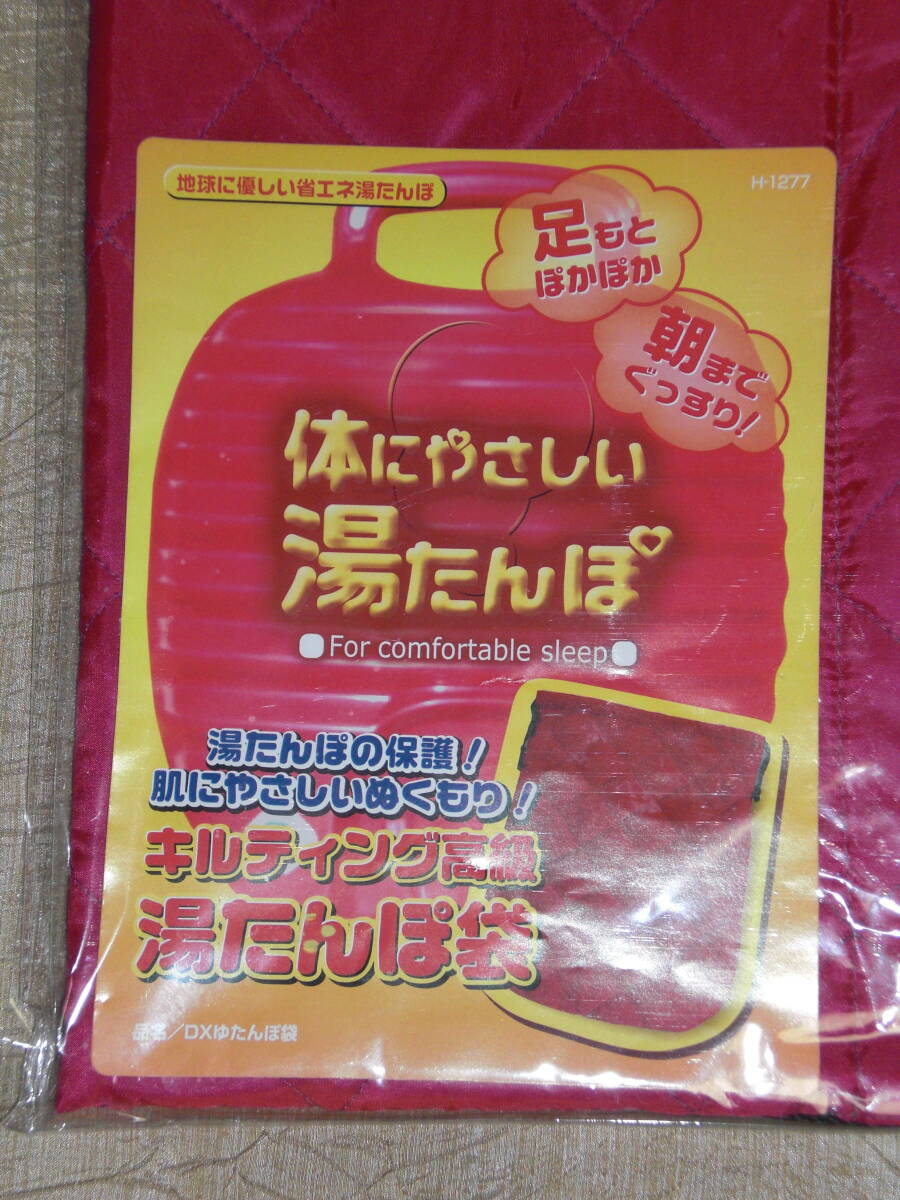 地球に優しい省エネ湯たんぽ
H-1277
足もと
ぽかぽか
朝まで
ぐっすり!
体にやさしい
湯たんぽ
For comfortable sleep
湯たんぽの保護!
肌にやさしいぬくもり!
キルティング高級
湯たんぽ袋
品名/DXゆたんぽ袋